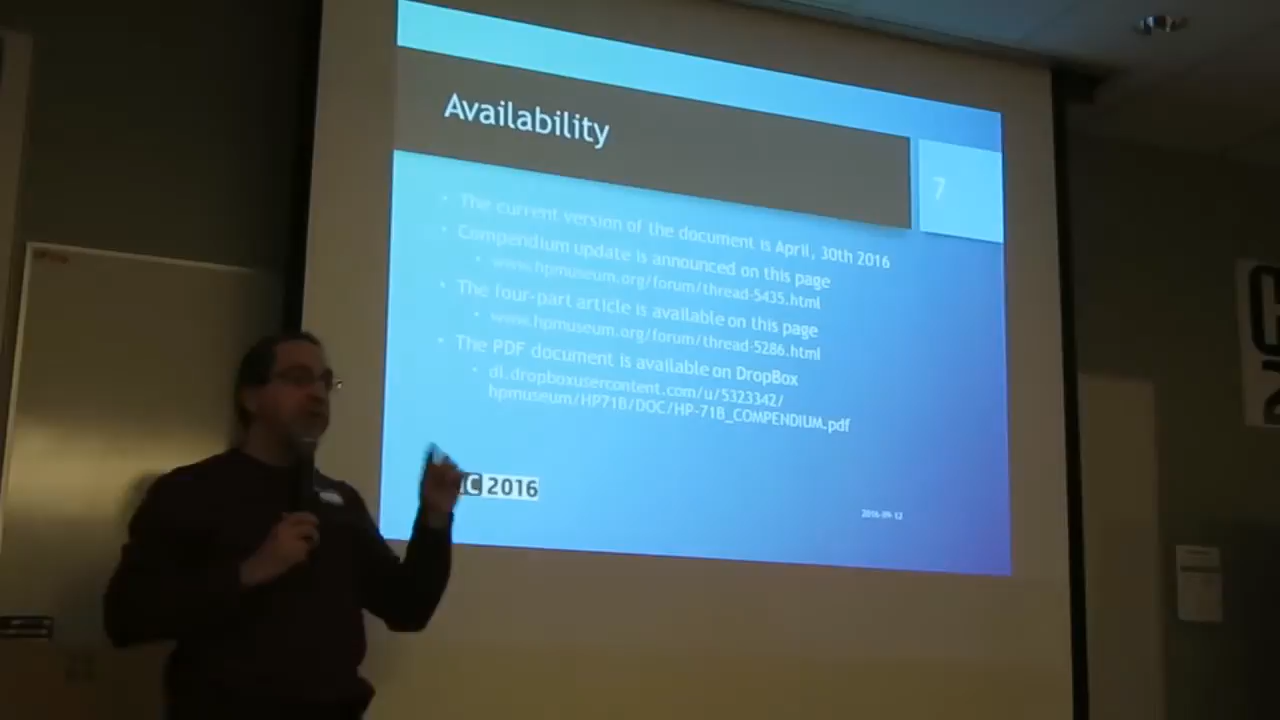 Availability
7
The current version of the document is April, 30th 2016
Compendium update is announced on this page
www.hpmuseum.org/forum/thread-5435.html
The four-part article is available on this page
www.hpmuseum.org/forum/thread-5286.html
The PDF document is available on DropBox
dl.dropboxusercontent.com/u/5323342/
hpmuseum/HP71B/DOC/HP-71B_COMPENDIUM.pdf
C 2016
2016-09-12